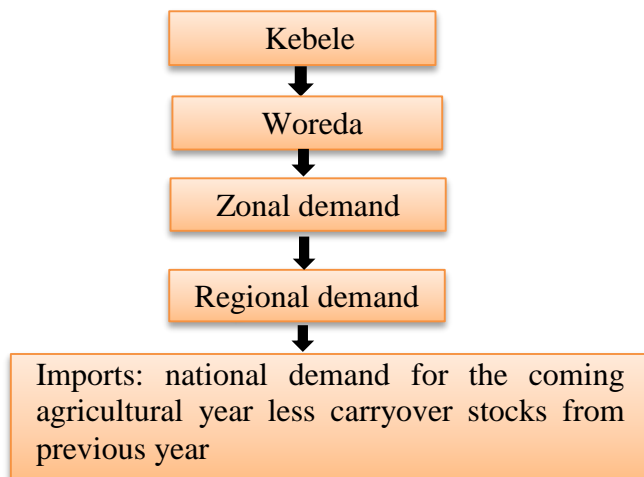 Kebele
Woreda
Zonal demand
Regional demand
Imports: national demand for the coming
agricultural year less carryover stocks from
previous year